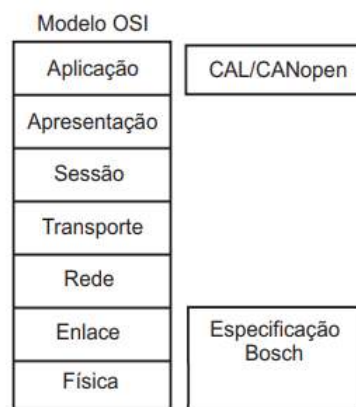 Modelo OSI
Aplicação
CAL/CANopen
Apresentação
Sessão
Transporte
Rede
Enlace
Especificação
Bosch
Física